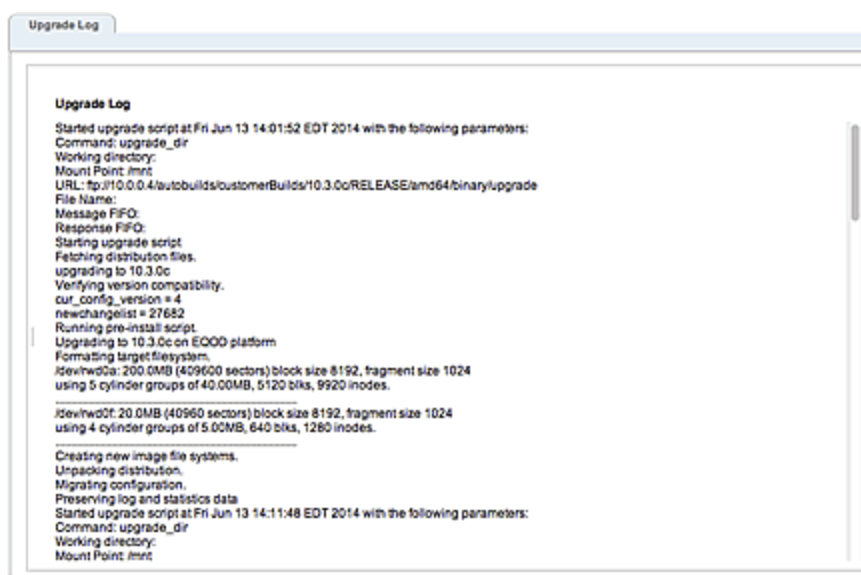 Upgrade Log
Upgrade Log
Started upgrade script at Fri Jun 13 14:01:52 EDT 2014 with the following parameters:
Command: upgrade_dir
Working directory:
Mount Point: /mnt
URL: ftp://10.0.0.4/autobuilds/customerBuilds/10.3.0c/RELEASE/amd64/binary/upgrade
File Name:
Message FIFO:
Response FIFO:
Starting upgrade script
Fetching distribution files.
upgrading to 10.3.0c
Verifying version compatibility.
cur_config_version = 4
newchangelist = 27682
Running pre-install script.
Upgrading to 10.3.0c on EQOD platform
Formatting target filesystem.
/dev/rwd0a: 200.0MB (409600 sectors) block size 8192, fragment size 1024
using 5 cylinder groups of 40.00MB, 5120 blks, 9920 inodes.
/dev/rwd0f: 20.0MB (40960 sectors) block size 8192, fragment size 1024
using 4 cylinder groups of 5.00MB, 640 blks, 1280 inodes.
Creating new image file systems.
Unpacking distribution.
Migrating configuration.
Preserving log and statistics data
Started upgrade script at Fri Jun 13 14:11:48 EDT 2014 with the following parameters:
Command: upgrade_dir
Working directory:
Mount Point: /mnt